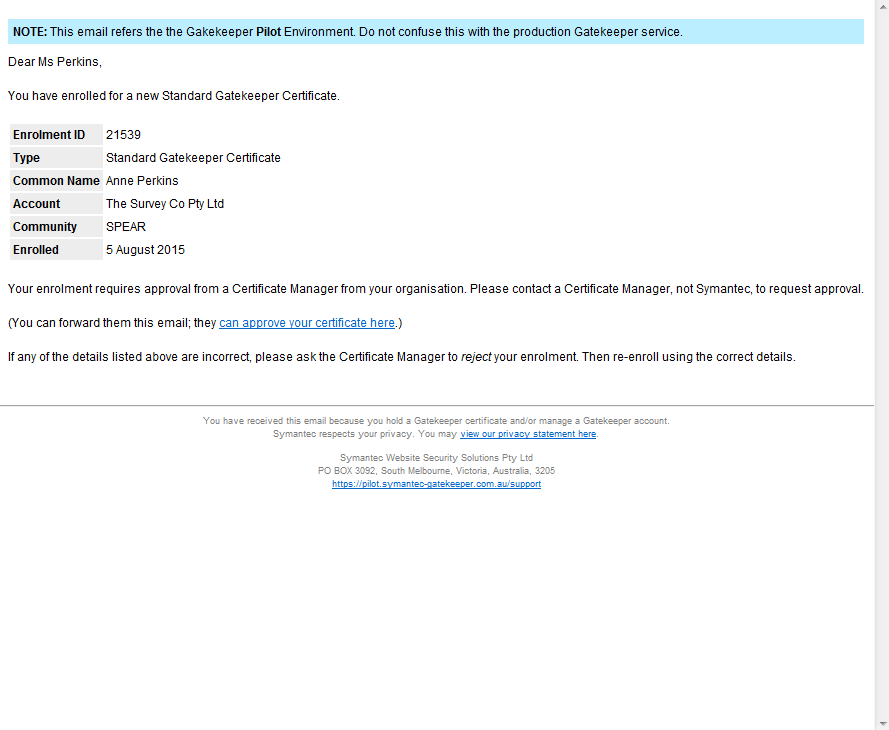 NOTE: This email refers the the Gakekeeper Pilot Environment. Do not confuse this with the production Gatekeeper service.
Dear Ms Perkins,
You have enrolled for a new Standard Gatekeeper Certificate.
Enrolment ID 21539
Type Standard Gatekeeper Certificate
Common Name Anne Perkins
Account The Survey Co Pty Ltd
Community SPEAR
Enrolled 5 August 2015
Your enrolment requires approval from a Certificate Manager from your organisation. Please contact a Certificate Manager, not Symantec, to request approval.
(You can forward them this email; they can approve your certificate here.)
If any of the details listed above are incorrect, please ask the Certificate Manager to reject your enrolment. Then re-enroll using the correct details.
You have received this email because you hold a Gatekeeper certificate and/or manage a Gatekeeper account.
Symantec respects your privacy. You may view our privacy statement here.
Symantec Website Security Solutions Pty Ltd
PO BOX 3092, South Melbourne, Victoria, Australia, 3205
https://pilot.symantec-gatekeeper.com.au/support